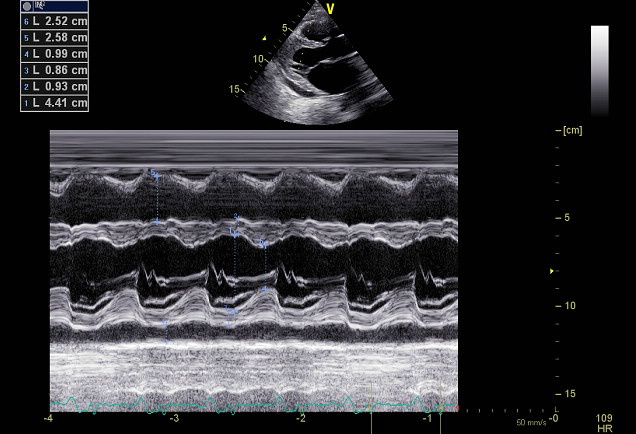 6 L 2.52 cm
5 L 2.58 cm
4 L 0.99 cm
3 L 0.86 cm
2 L 0.93 cm
1 L 4.41 cm
V
5
10
15
[cm]
5
10
15
-4
-3
-2
-1
-0
50 mm/s
109
HR